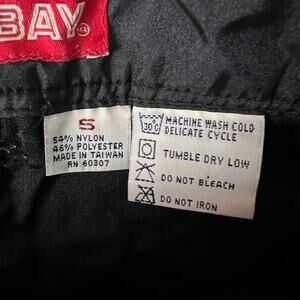 BAY®
S
54% NYLON
46% POLYESTER
MADE IN TAIWAN
RN 60307
30° MACHINE WASH COLD
DELICATE CYCLE
TUMBLE DRY LOW
DO NOT BLEACH
DO NOT IRON